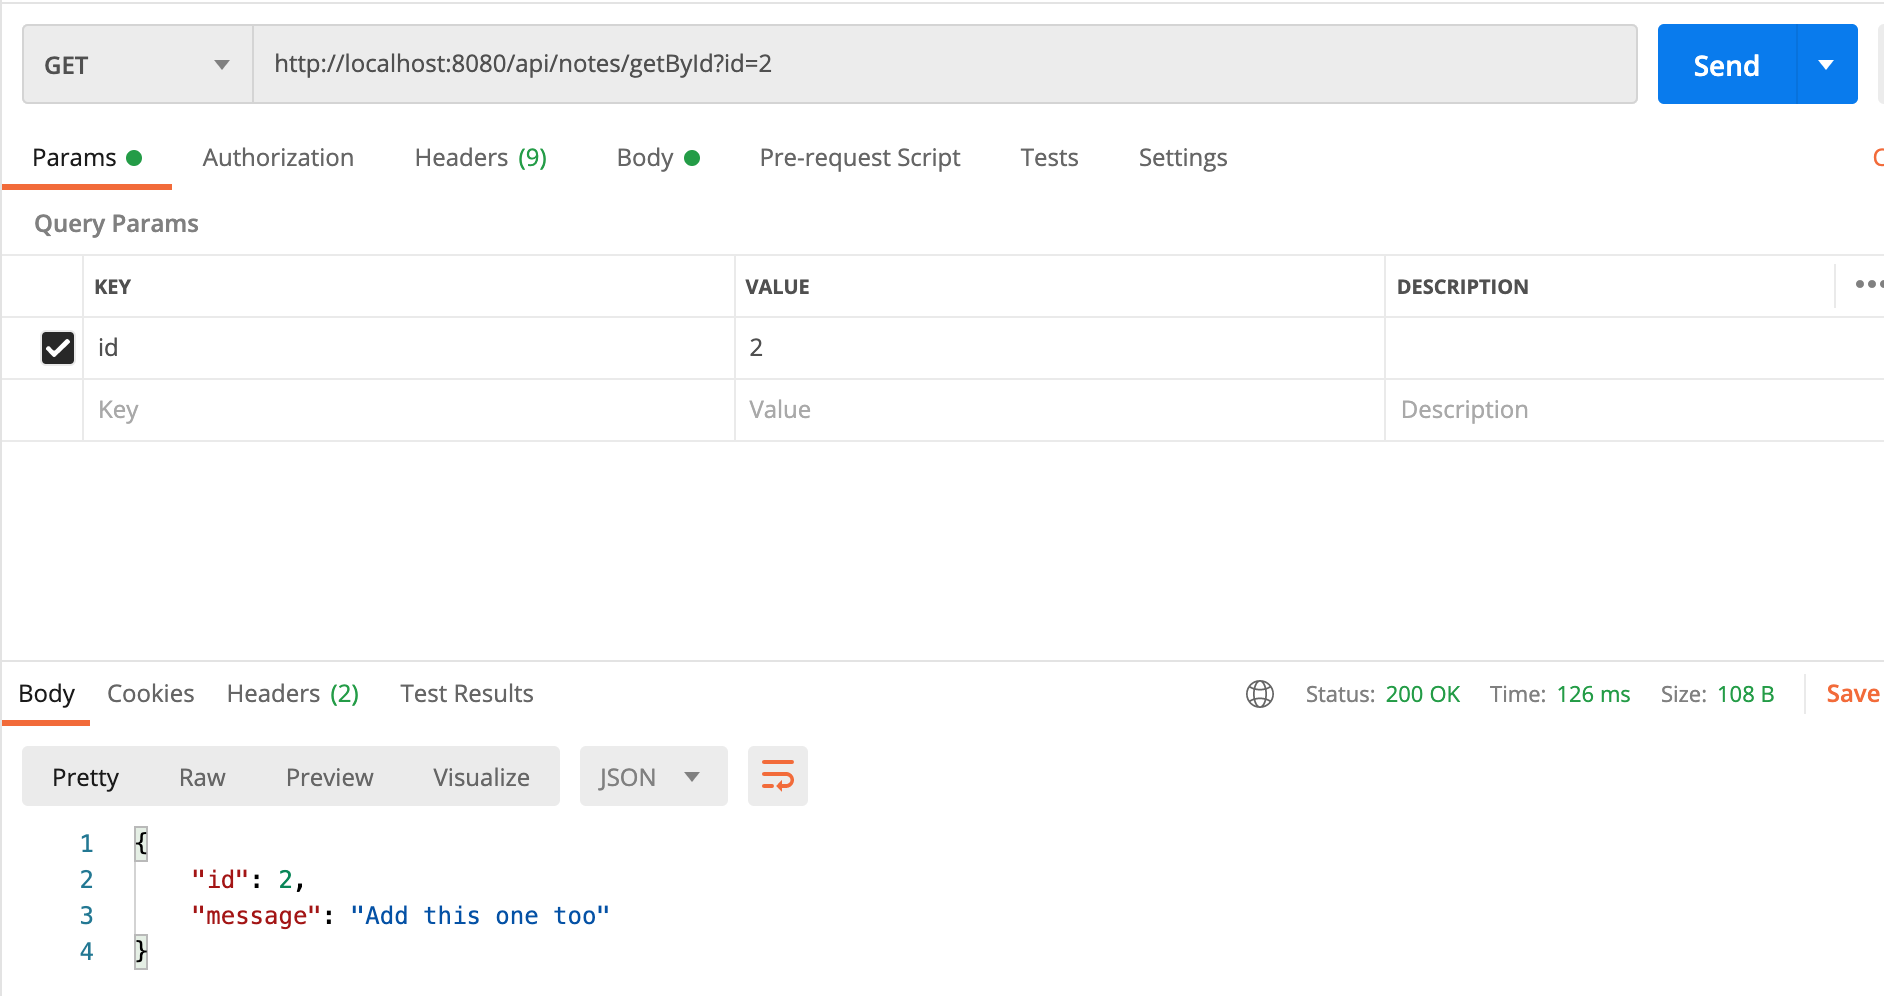 GET http://localhost:8080/api/notes/getById?id=2 Send
Params Authorization Headers (9) Body Pre-request Script Tests Settings
Query Params
KEY VALUE DESCRIPTION
id 2
Key Value Description
Body Cookies Headers (2) Test Results Status: 200 OK Time: 126 ms Size: 108 B Save
Pretty Raw Preview Visualize JSON
1 {
2 "id": 2,
3 "message": "Add this one too"
4 }